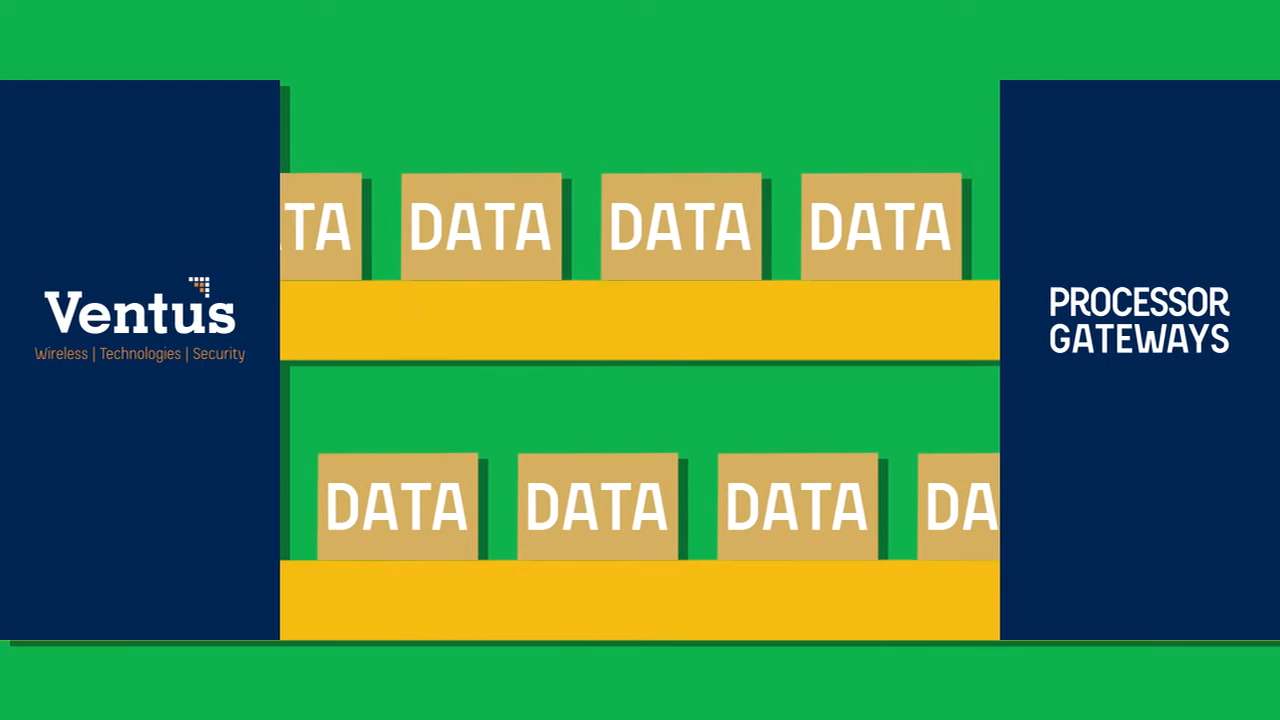 TA DATA DATA DATA
Ventus
Wireless | Technologies | Security
PROCESSOR
GATEWAYS
DATA DATA DATA DA